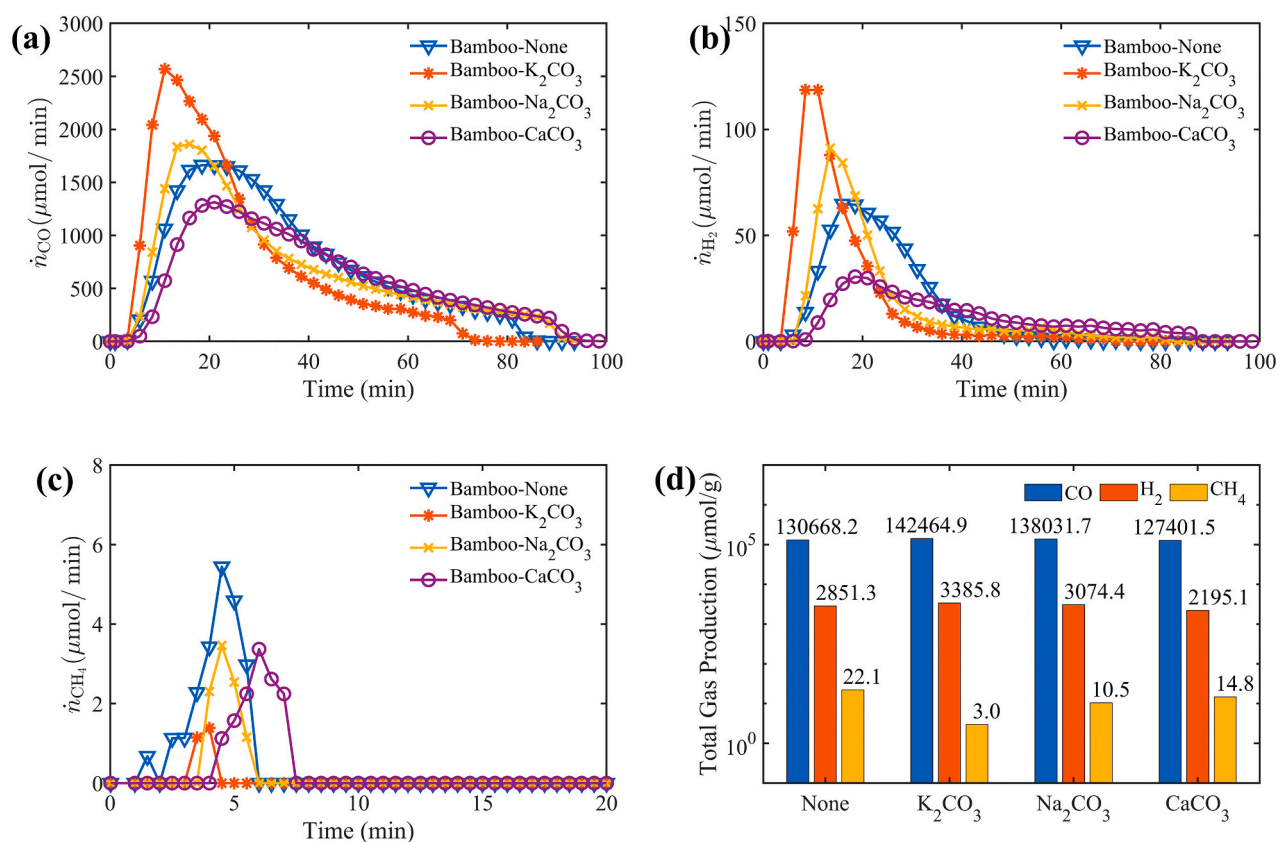 (a)
3000
2500
2000
1500
1000
500
0
ṅCO (μmol/ min)
Bamboo-None
Bamboo-K2CO3
Bamboo-Na2CO3
Bamboo-CaCO3
0 20 40 60 80 100
Time (min)
(b)
150
100
50
0
ṅH2 (μmol/ min)
Bamboo-None
Bamboo-K2CO3
Bamboo-Na2CO3
Bamboo-CaCO3
0 20 40 60 80 100
Time (min)
(c)
8
6
4
2
0
ṅCH4 (μmol/ min)
Bamboo-None
Bamboo-K2CO3
Bamboo-Na2CO3
Bamboo-CaCO3
0 5 10 15 20
Time (min)
(d)
Total Gas Production (μmol/g)
10^5
10^0
CO H2 CH4
130668.2 142464.9 138031.7 127401.5
2851.3 3385.8 3074.4 2195.1
22.1 3.0 10.5 14.8
None K2CO3 Na2CO3 CaCO3